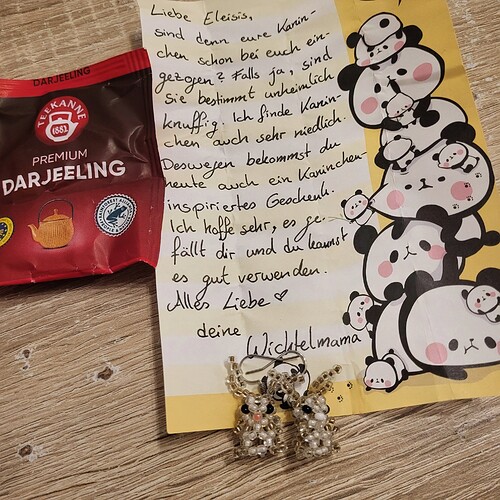 DARJEELING
TEEKANNE
1882
PREMIUM
DARJEELING
Liebe Eleisis,
sind denn eure Kanin-
chen schon bei euch ein-
gezogen? Falls ja, sind
sie bestimmt unheimlich
knuffig. Ich finde Kanin-
chen auch sehr niedlich.
Deswegen bekommst du
heute auch ein Kaninchen-
inspiriertes Geschenk.
Ich hoffe sehr, es ge-
fällt dir und du kannst
es gut verwenden.
Alles Liebe ♡
deine
Wichtelmama